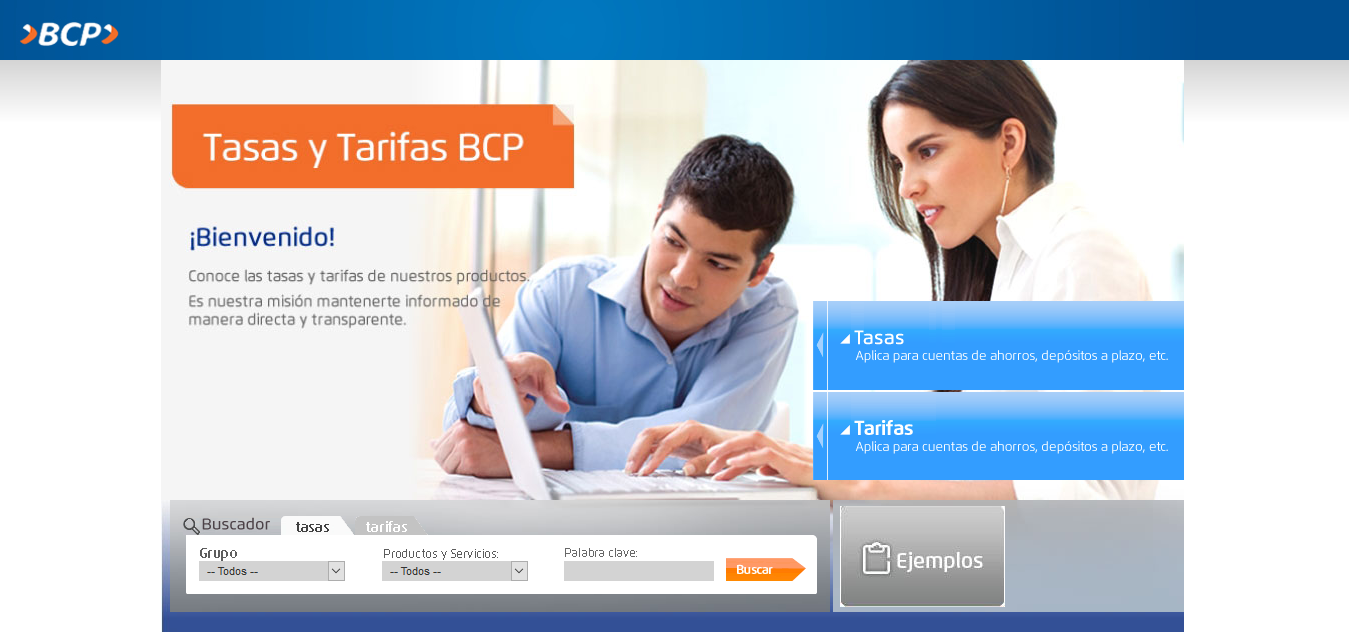 BCP
Tasas y Tarifas BCP
¡Bienvenido!
Conoce las tasas y tarifas de nuestros productos.
Es nuestra misión mantenerte informado de
manera directa y transparente.
Tasas
Aplica para cuentas de ahorros, depósitos a plazo, etc.
Tarifas
Aplica para cuentas de ahorros, depósitos a plazo, etc.
Buscador tasas tarifas
Grupo Productos y Servicios: Palabra clave:
-- Todos -- -- Todos -- Buscar
Ejemplos